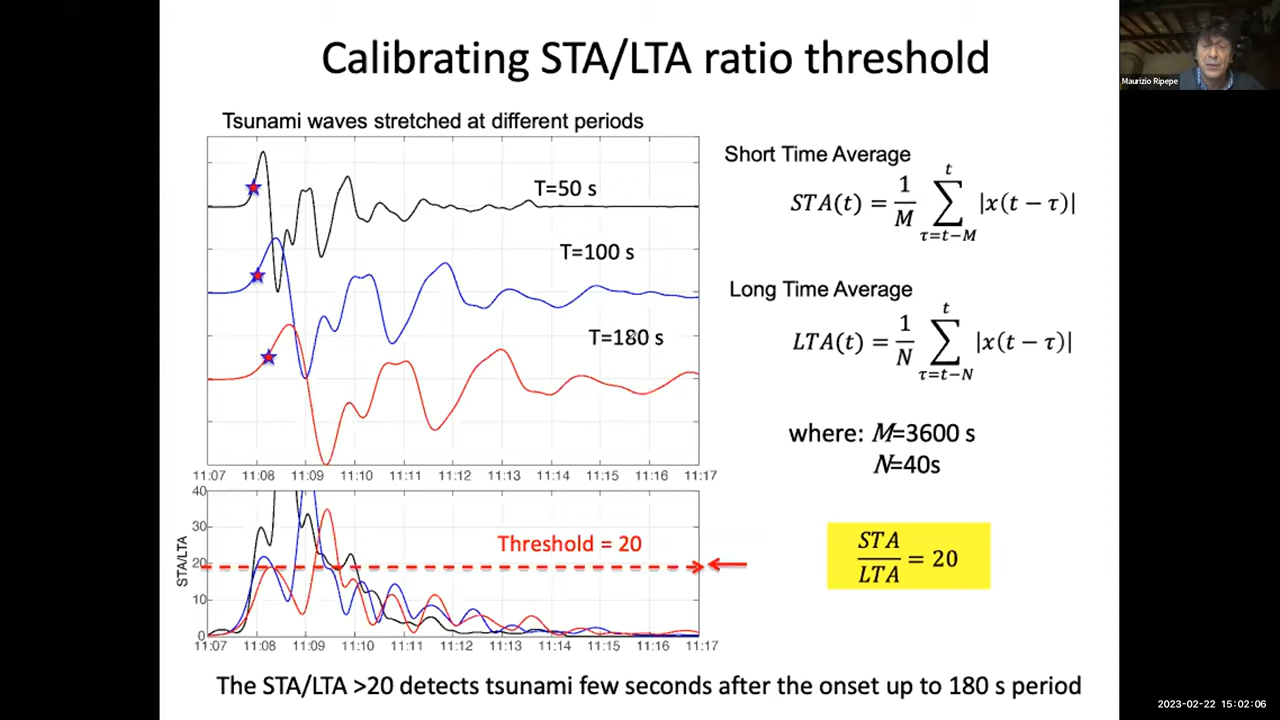 Calibrating STA/LTA ratio threshold
Maurizio Ripepe
Tsunami waves stretched at different periods
T=50 s
T=100 s
T=180 s
11:07 11:08 11:09 11:10 11:11 11:12 11:13 11:14 11:15 11:16 11:17
40
30
20
10
0
STA/LTA
Threshold = 20
11:07 11:08 11:09 11:10 11:11 11:12 11:13 11:14 11:15 11:16 11:17
Short Time Average
STA(t) = 1/M ∑ |x(t − τ)|
t
τ=t−M
Long Time Average
LTA(t) = 1/N ∑ |x(t − τ)|
t
τ=t−N
where: M=3600 s
N=40s
STA/LTA = 20
The STA/LTA >20 detects tsunami few seconds after the onset up to 180 s period
2023-02-22 15:02:06